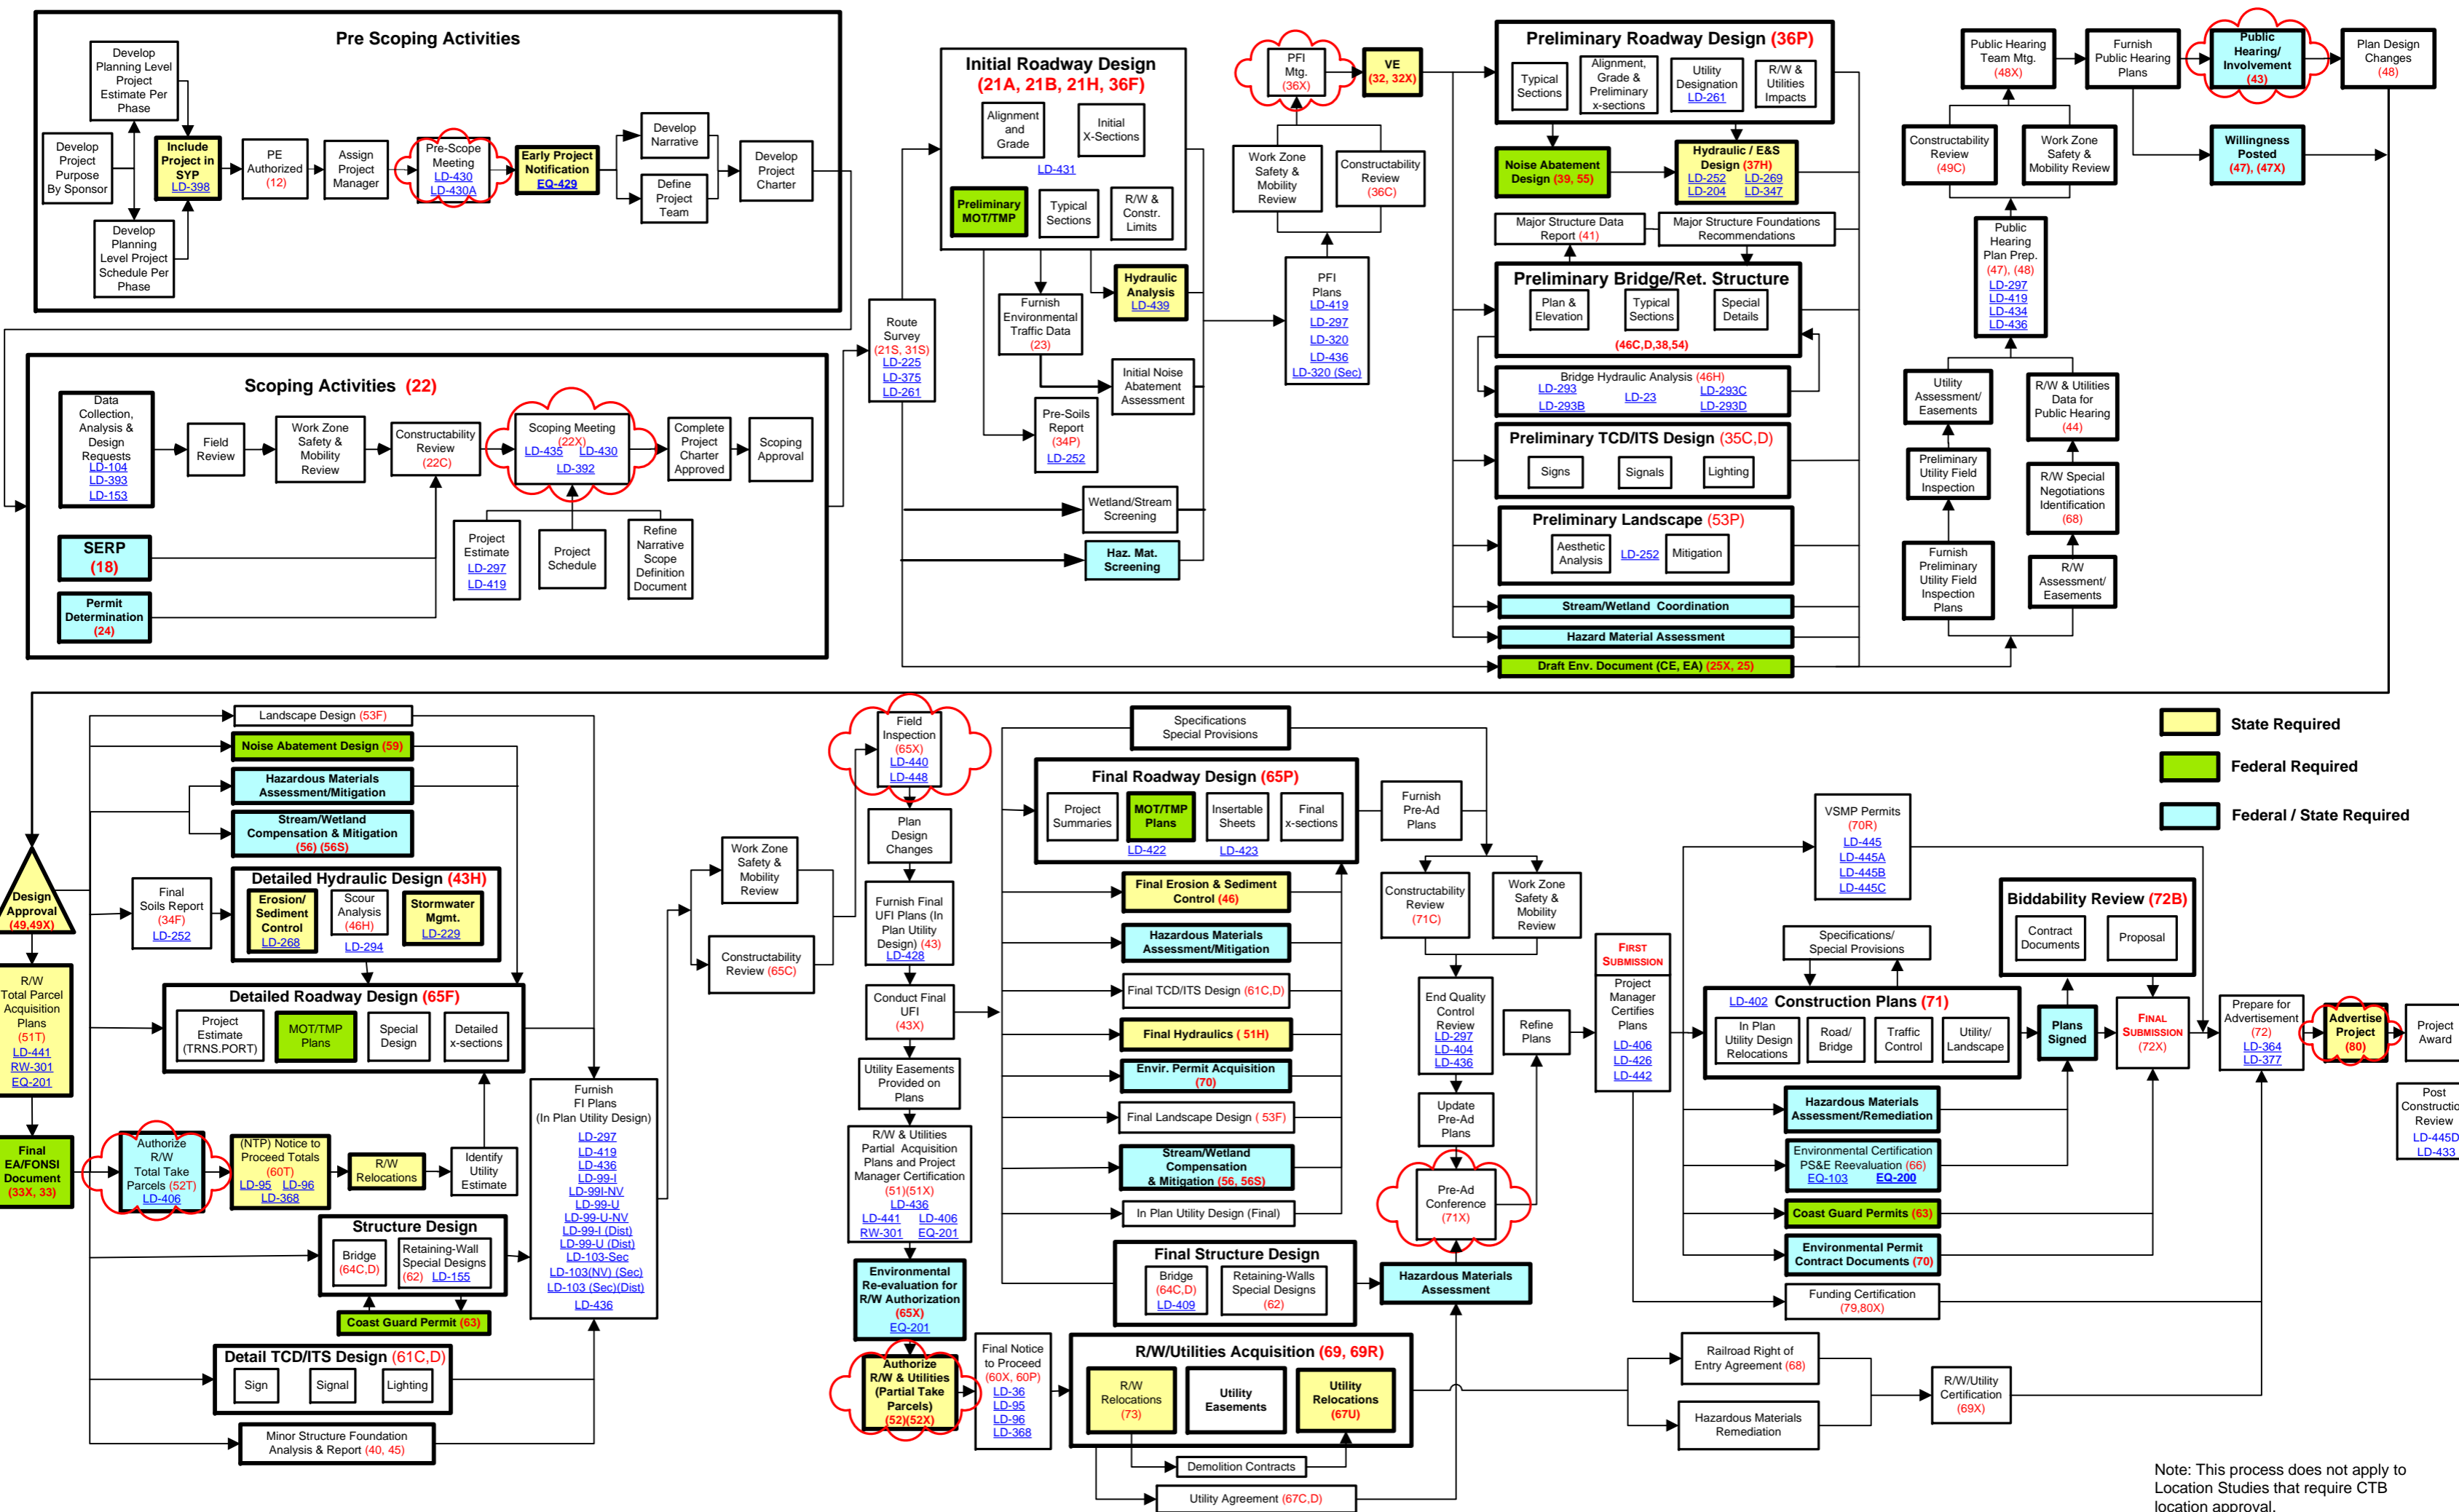 Pre Scoping Activities
Develop
Planning Level
Project
Estimate Per
Phase
Develop
Project
Purpose
By Sponsor
Include
Project in
SYP
LD-398
PE
Authorized
(12)
Assign
Project
Manager
Pre-Scope
Meeting
LD-430
LD-430A
Early Project
Notification
EQ-429
Develop
Narrative
Define
Project
Team
Develop
Project
Charter
Develop
Planning
Level Project
Schedule Per
Phase
Scoping Activities (22)
Data
Collection,
Analysis &
Design
Requests
LD-104
LD-393
LD-153
Field
Review
Work Zone
Safety &
Mobility
Review
Constructability
Review
(22C)
Scoping Meeting
(22X)
LD-435 LD-430
LD-392
Complete
Project
Charter
Approved
Scoping
Approval
SERP
(18)
Permit
Determination
(24)
Project
Estimate
LD-297
LD-419
Project
Schedule
Refine
Narrative
Scope
Definition
Document
Route
Survey
(21S, 31S)
LD-225
LD-375
LD-261
Initial Roadway Design
(21A, 21B, 21H, 36F)
Alignment
and
Grade
Initial
X-Sections
LD-431
Preliminary
MOT/TMP
Typical
Sections
R/W &
Constr.
Limits
Hydraulic
Analysis
LD-439
Furnish
Environmental
Traffic Data
(23)
Initial Noise
Abatement
Assessment
Pre-Soils
Report
(34P)
LD-252
Wetland/Stream
Screening
Haz. Mat.
Screening
PFI
Mtg.
(36X)
VE
(32, 32X)
Work Zone
Safety &
Mobility
Review
Constructability
Review
(36C)
PFI
Plans
LD-419
LD-297
LD-320
LD-436
LD-320 (Sec)
Preliminary Roadway Design (36P)
Typical
Sections
Alignment,
Grade &
Preliminary
x-sections
Utility
Designation
LD-261
R/W &
Utilities
Impacts
Noise Abatement
Design (39, 55)
Hydraulic / E&S
Design (37H)
LD-252 LD-269
LD-204 LD-347
Major Structure Data
Report (41)
Major Structure Foundations
Recommendations
Preliminary Bridge/Ret. Structure
Plan &
Elevation
Typical
Sections
Special
Details
(46C,D,38,54)
Bridge Hydraulic Analysis (46H)
LD-293 LD-23 LD-293C
LD-293B LD-293D
Preliminary TCD/ITS Design (35C,D)
Signs
Signals
Lighting
Preliminary Landscape (53P)
Aesthetic
Analysis
LD-252
Mitigation
Stream/Wetland Coordination
Hazard Material Assessment
Draft Env. Document (CE, EA) (25X, 25)
Public Hearing
Team Mtg.
(48X)
Furnish
Public Hearing
Plans
Public
Hearing/
Involvement
(43)
Plan Design
Changes
(48)
Constructability
Review
(49C)
Work Zone
Safety &
Mobility Review
Willingness
Posted
(47), (47X)
Public
Hearing
Plan Prep.
(47), (48)
LD-297
LD-419
LD-434
LD-436
Utility
Assessment/
Easements
R/W & Utilities
Data for
Public Hearing
(44)
Preliminary
Utility Field
Inspection
R/W Special
Negotiations
Identification
(68)
Furnish
Preliminary
Utility Field
Inspection
Plans
R/W
Assessment/
Easements
Landscape Design (53F)
Noise Abatement Design (59)
Hazardous Materials
Assessment/Mitigation
Stream/Wetland
Compensation & Mitigation
(56) (56S)
Design
Approval
(49,49X)
Final
Soils Report
(34F)
LD-252
Detailed Hydraulic Design (43H)
Erosion/
Sediment
Control
LD-268
Scour
Analysis
(46H)
LD-294
Stormwater
Mgmt.
LD-229
R/W
Total Parcel
Acquisition
Plans
(51T)
LD-441
RW-301
EQ-201
Detailed Roadway Design (65F)
Project
Estimate
(TRNS.PORT)
MOT/TMP
Plans
Special
Design
Detailed
x-sections
Final
EA/FONSI
Document
(33X, 33)
Authorize
R/W
Total Take
Parcels (52T)
LD-406
(NTP) Notice to
Proceed Totals
(60T)
LD-95 LD-96
LD-368
R/W
Relocations
Identify
Utility
Estimate
Structure Design
Bridge
(64C,D)
Retaining-Wall
Special Designs
(62) LD-155
Coast Guard Permit (63)
Detail TCD/ITS Design (61C,D)
Sign
Signal
Lighting
Minor Structure Foundation
Analysis & Report (40, 45)
Furnish
FI Plans
(In Plan Utility Design)
LD-297
LD-419
LD-436
LD-99-I
LD-99I-NV
LD-99-U
LD-99-U-NV
LD-99-I (Dist)
LD-99-U (Dist)
LD-103-Sec
LD-103(NV) (Sec)
LD-103 (Sec)(Dist)
LD-436
Work Zone
Safety &
Mobility
Review
Constructability
Review (65C)
Field
Inspection
(65X)
LD-440
LD-448
Plan
Design
Changes
Furnish Final
UFI Plans (In
Plan Utility
Design) (43)
LD-428
Conduct Final
UFI
(43X)
Utility Easements
Provided on
Plans
R/W & Utilities
Partial Acquisition
Plans and Project
Manager Certification
(51)(51X)
LD-436
LD-441 LD-406
RW-301 EQ-201
Environmental
Re-evaluation for
R/W Authorization
(65X)
EQ-201
Authorize
R/W & Utilities
(Partial Take
Parcels)
(52)(52X)
Final Notice
to Proceed
(60X, 60P)
LD-36
LD-95
LD-96
LD-368
Specifications
Special Provisions
Final Roadway Design (65P)
Project
Summaries
MOT/TMP
Plans
Insertable
Sheets
Final
x-sections
LD-422 LD-423
Final Erosion & Sediment
Control (46)
Hazardous Materials
Assessment/Mitigation
Final TCD/ITS Design (61C,D)
Final Hydraulics ( 51H)
Envir. Permit Acquisition
(70)
Final Landscape Design ( 53F)
Stream/Wetland
Compensation
& Mitigation (56, 56S)
In Plan Utility Design (Final)
Final Structure Design
Bridge
(64C,D)
LD-409
Retaining-Walls
Special Designs
(62)
R/W/Utilities Acquisition (69, 69R)
R/W
Relocations
(73)
Utility
Easements
Utility
Relocations
(67U)
Demolition Contracts
Utility Agreement (67C,D)
Furnish
Pre-Ad
Plans
Constructability
Review
(71C)
Work Zone
Safety &
Mobility
Review
End Quality
Control
Review
LD-297
LD-404
LD-436
Update
Pre-Ad
Plans
Pre-Ad
Conference
(71X)
Hazardous Materials
Assessment
Refine
Plans
FIRST
SUBMISSION
Project
Manager
Certifies
Plans
LD-406
LD-426
LD-442
State Required
Federal Required
Federal / State Required
VSMP Permits
(70R)
LD-445
LD-445A
LD-445B
LD-445C
Specifications/
Special Provisions
Biddability Review (72B)
Contract
Documents
Proposal
LD-402 Construction Plans (71)
In Plan
Utility Design
Relocations
Road/
Bridge
Traffic
Control
Utility/
Landscape
Plans
Signed
FINAL
SUBMISSION
(72X)
Prepare for
Advertisement
(72)
LD-364
LD-377
Advertise
Project
(80)
Project
Award
Post
Construction
Review
LD-445D
LD-433
Hazardous Materials
Assessment/Remediation
Environmental Certification
PS&E Reevaluation (66)
EQ-103 EQ-200
Coast Guard Permits (63)
Environmental Permit
Contract Documents (70)
Funding Certification
(79,80X)
Railroad Right of
Entry Agreement (68)
Hazardous Materials
Remediation
R/W/Utility
Certification
(69X)
Note: This process does not apply to
Location Studies that require CTB
location approval.